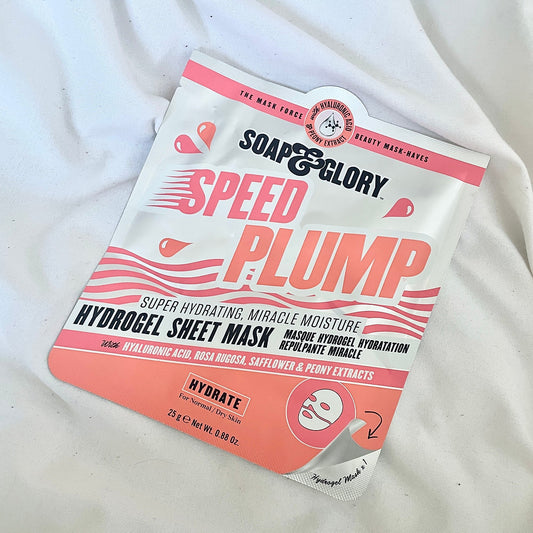 THE MASK FORCE
with HYALURONIC ACID
& PEONY EXTRACT
BEAUTY MASK-HAVES
SOAP&GLORY™
SPEED
PLUMP
SUPER HYDRATING, MIRACLE MOISTURE
HYDROGEL SHEET MASK
MASQUE HYDROGEL HYDRATATION
REPULPANTE MIRACLE
With HYALURONIC ACID, ROSA RUGOSA, SAFFLOWER & PEONY EXTRACTS
HYDRATE
For Normal / Dry Skin
25 g ℮ Net Wt. 0.88 Oz.
Hydrogel Mask x 1